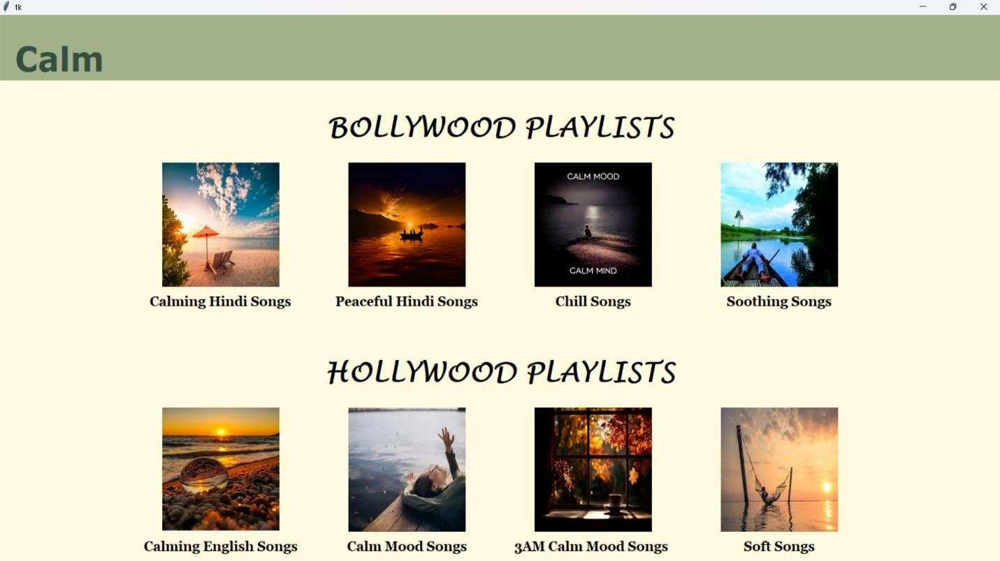 tk
Calm
BOLLYWOOD PLAYLISTS
CALM MOOD
CALM MIND
Calming Hindi Songs
Peaceful Hindi Songs
Chill Songs
Soothing Songs
HOLLYWOOD PLAYLISTS
Calming English Songs
Calm Mood Songs
3AM Calm Mood Songs
Soft Songs